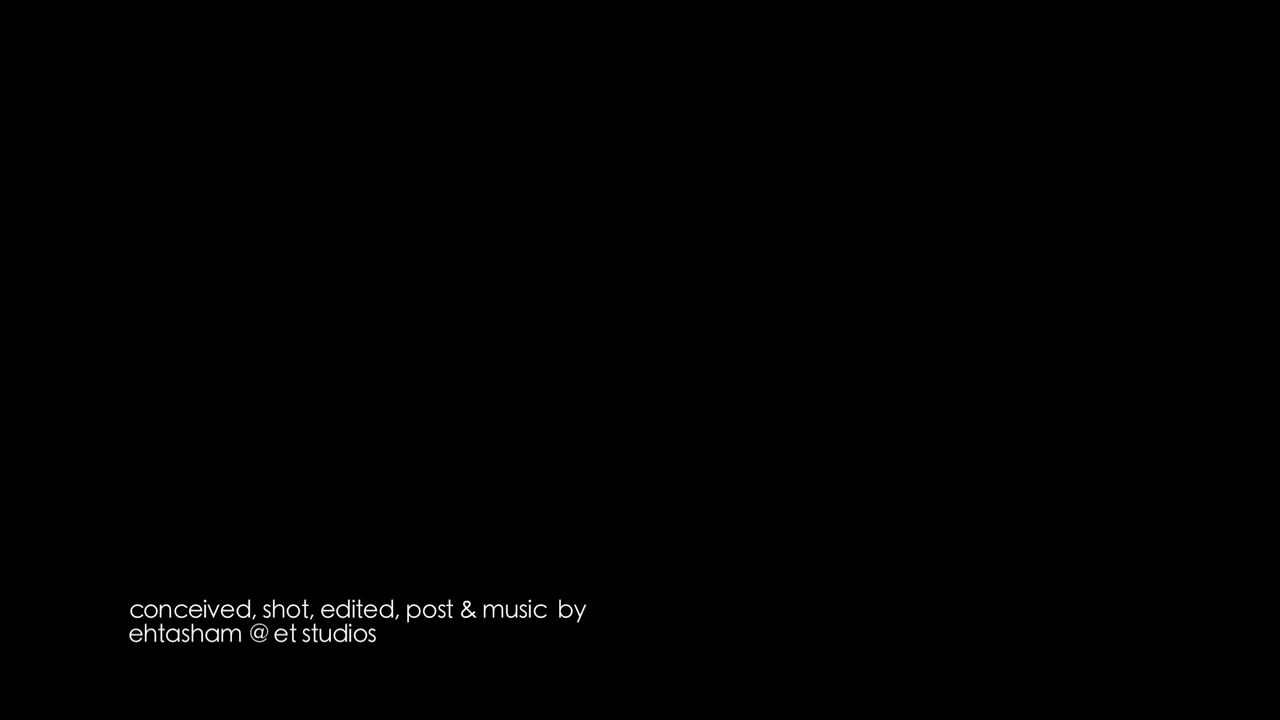 conceived, shot, edited, post & music by
ehtasham @ et studios